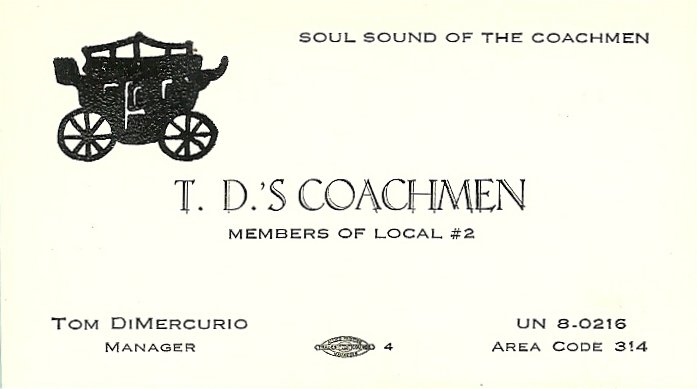 SOUL SOUND OF THE COACHMEN
T. D.'S COACHMEN
MEMBERS OF LOCAL #2
TOM DIMERCURIO
MANAGER
4
UN 8-0216
AREA CODE 314